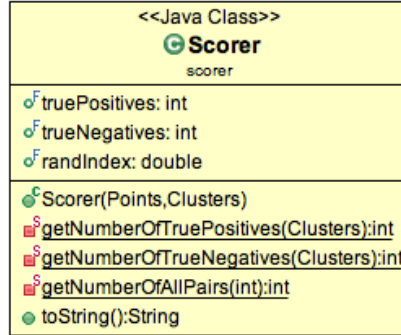 <<Java Class>>
Scorer
scorer
truePositives: int
trueNegatives: int
randIndex: double
Scorer(Points,Clusters)
getNumberOfTruePositives(Clusters):int
getNumberOfTrueNegatives(Clusters):int
getNumberOfAllPairs(int):int
toString():String